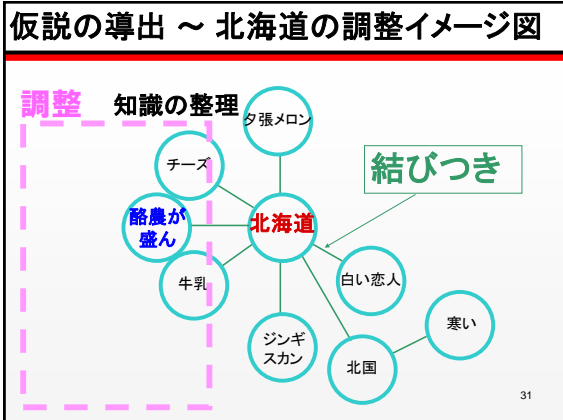 仮説の導出 ～ 北海道の調整イメージ図
調整
知識の整理
夕張メロン
チーズ
結びつき
酪農が
盛ん
北海道
牛乳
白い恋人
ジンギ
スカン
北国
寒い
31